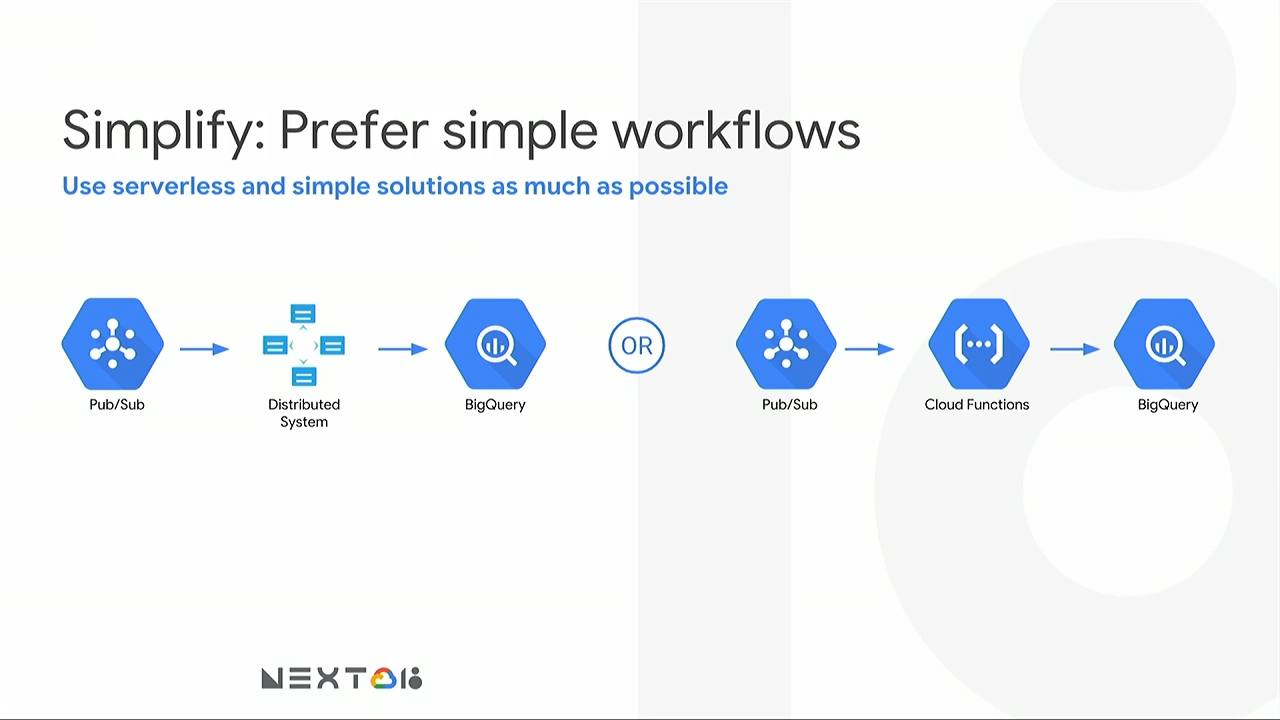 Simplify: Prefer simple workflows
Use serverless and simple solutions as much as possible
OR
Pub/Sub
Distributed
System
BigQuery
Pub/Sub
Cloud Functions
BigQuery
NEXT 18